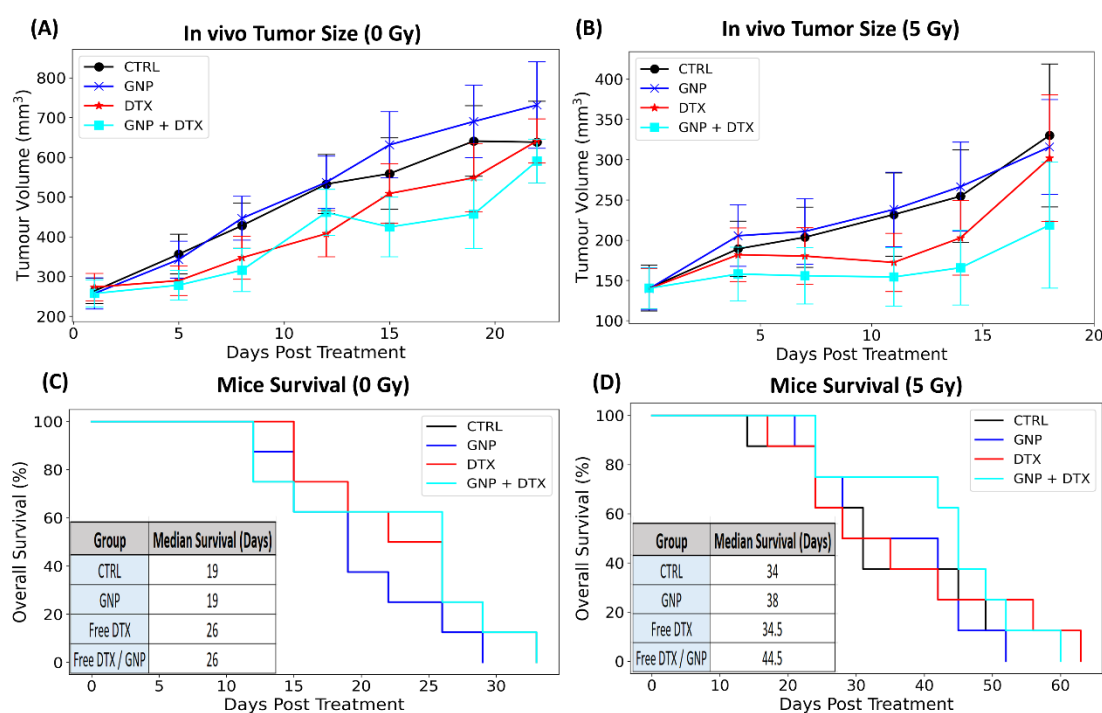 (A)
In vivo Tumor Size (0 Gy)
CTRL
GNP
DTX
GNP + DTX
Tumour Volume (mm³)
800
700
600
500
400
300
200
0
5
10
15
20
Days Post Treatment
(B)
In vivo Tumor Size (5 Gy)
CTRL
GNP
DTX
GNP + DTX
Tumour Volume (mm³)
400
350
300
250
200
150
100
5
10
15
20
Days Post Treatment
(C)
Mice Survival (0 Gy)
CTRL
GNP
DTX
GNP + DTX
Overall Survival (%)
100
80
60
40
20
0
Group Median Survival (Days)
CTRL 19
GNP 19
Free DTX 26
Free DTX / GNP 26
0
5
10
15
20
25
30
Days Post Treatment
(D)
Mice Survival (5 Gy)
CTRL
GNP
DTX
GNP + DTX
Overall Survival (%)
100
80
60
40
20
0
Group Median Survival (Days)
CTRL 34
GNP 38
Free DTX 34.5
Free DTX / GNP 44.5
0
10
20
30
40
50
60
Days Post Treatment